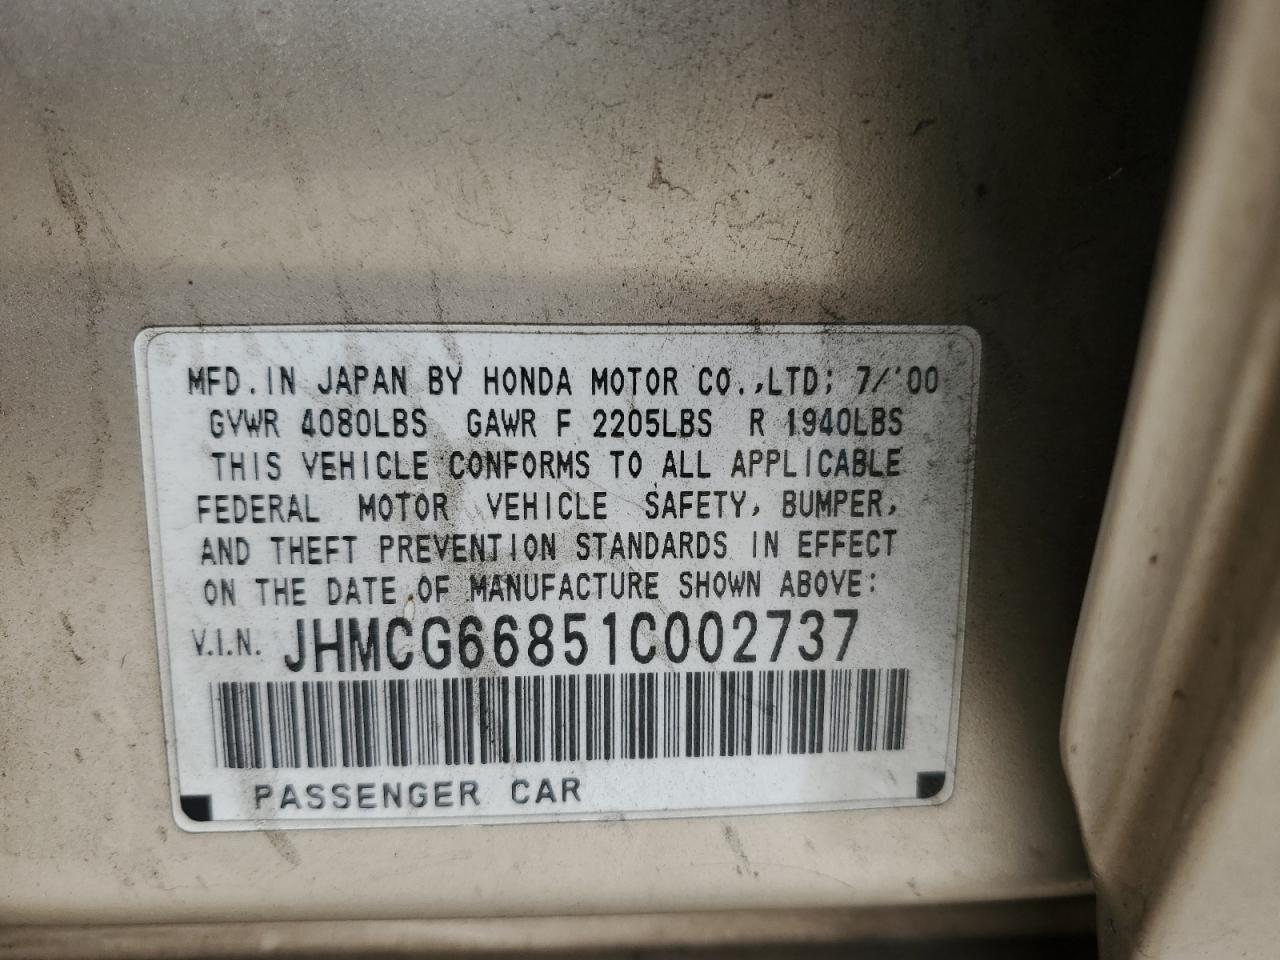 MFD.IN JAPAN BY HONDA MOTOR CO.,LTD; 7/'00
GVWR 4080LBS GAWR F 2205LBS R 1940LBS
THIS VEHICLE CONFORMS TO ALL APPLICABLE
FEDERAL MOTOR VEHICLE SAFETY, BUMPER,
AND THEFT PREVENTION STANDARDS IN EFFECT
ON THE DATE OF MANUFACTURE SHOWN ABOVE:
V.I.N. JHMCG66851C002737
PASSENGER CAR